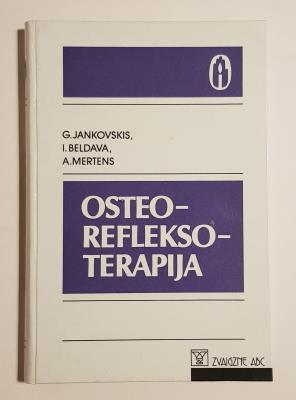 G.JANKOVSKIS,
I.BELDAVA,
A.MERTENS
OSTEO-
REFLEKSO-
TERAPIJA
ZVAIGZNE ABC